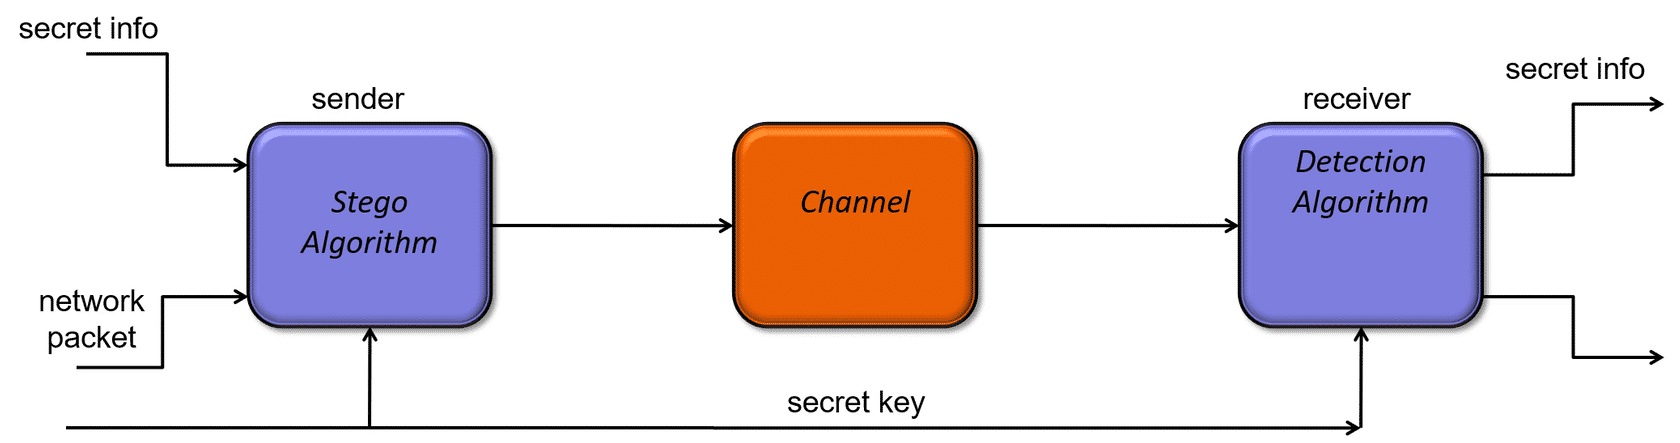 secret info
secret info
sender
receiver
Stego
Algorithm
Channel
Detection
Algorithm
network
packet
secret key